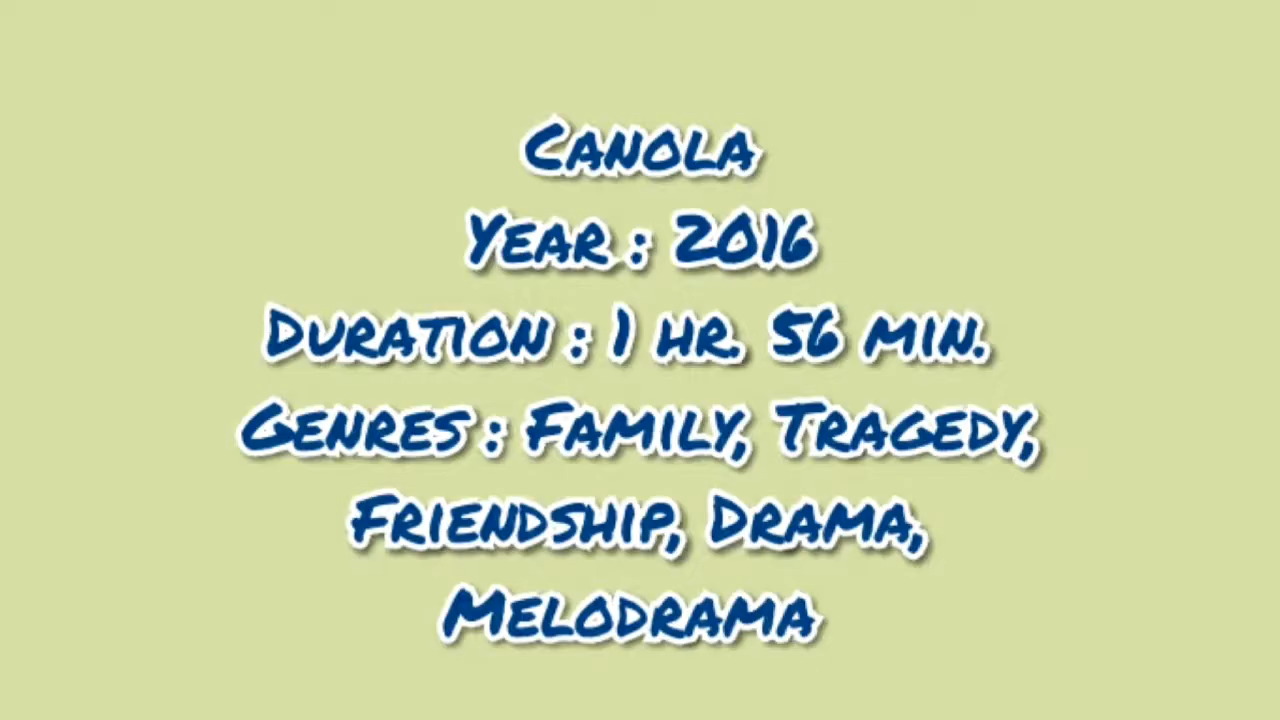 Canola
Year : 2016
Duration : 1 hr. 56 min.
Genres : Family, Tragedy,
Friendship, Drama,
Melodrama